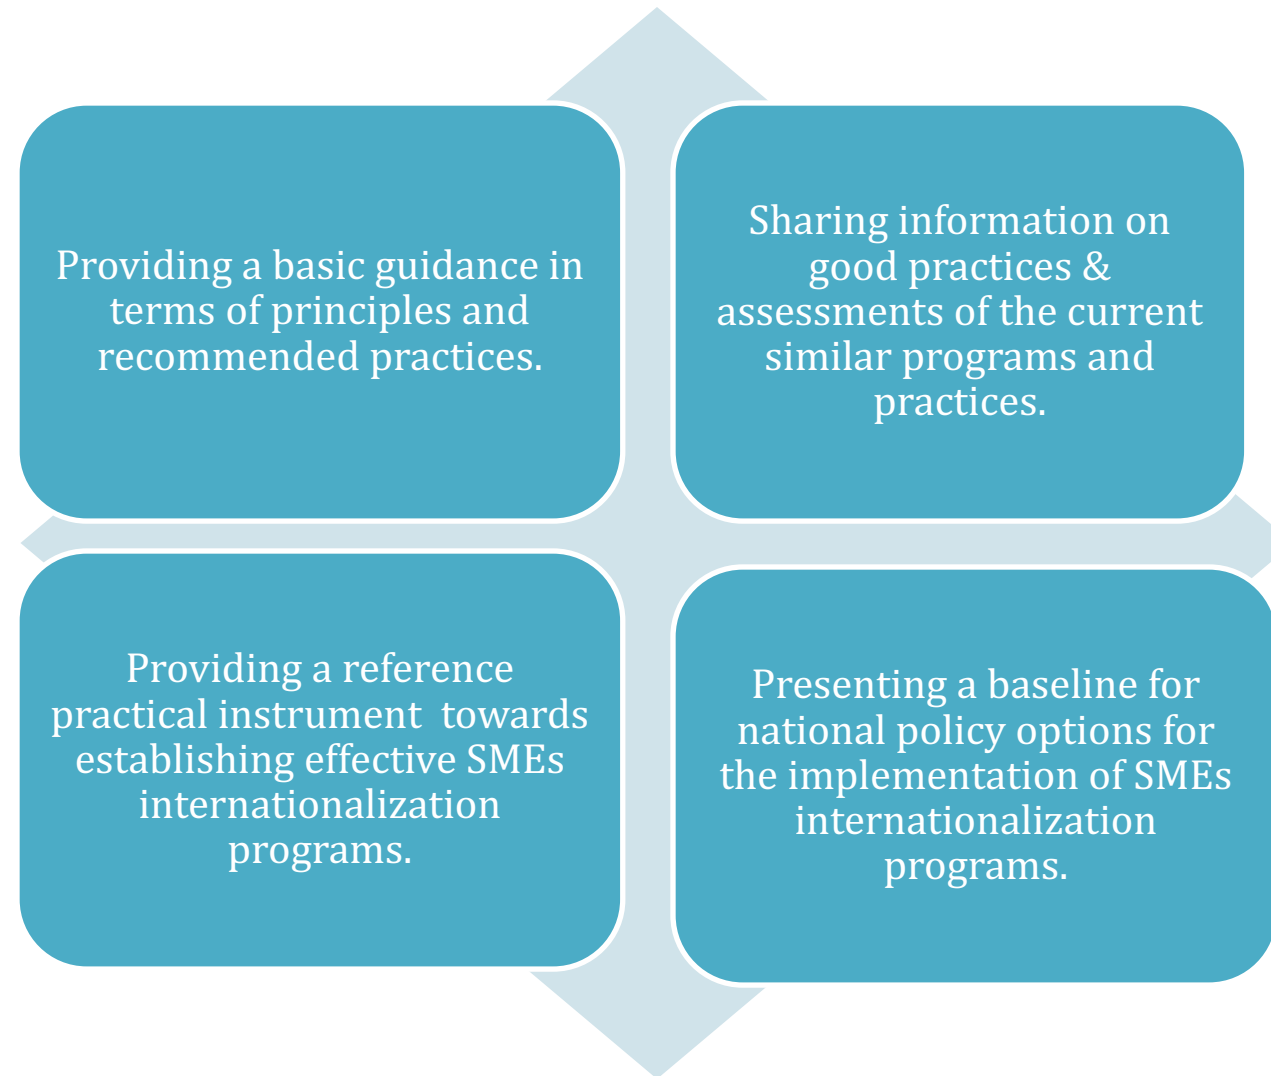 Providing a basic guidance in
terms of principles and
recommended practices.
Sharing information on
good practices &
assessments of the current
similar programs and
practices.
Providing a reference
practical instrument  towards
establishing effective SMEs
internationalization
programs.
Presenting a baseline for
national policy options for
the implementation of SMEs
internationalization
programs.